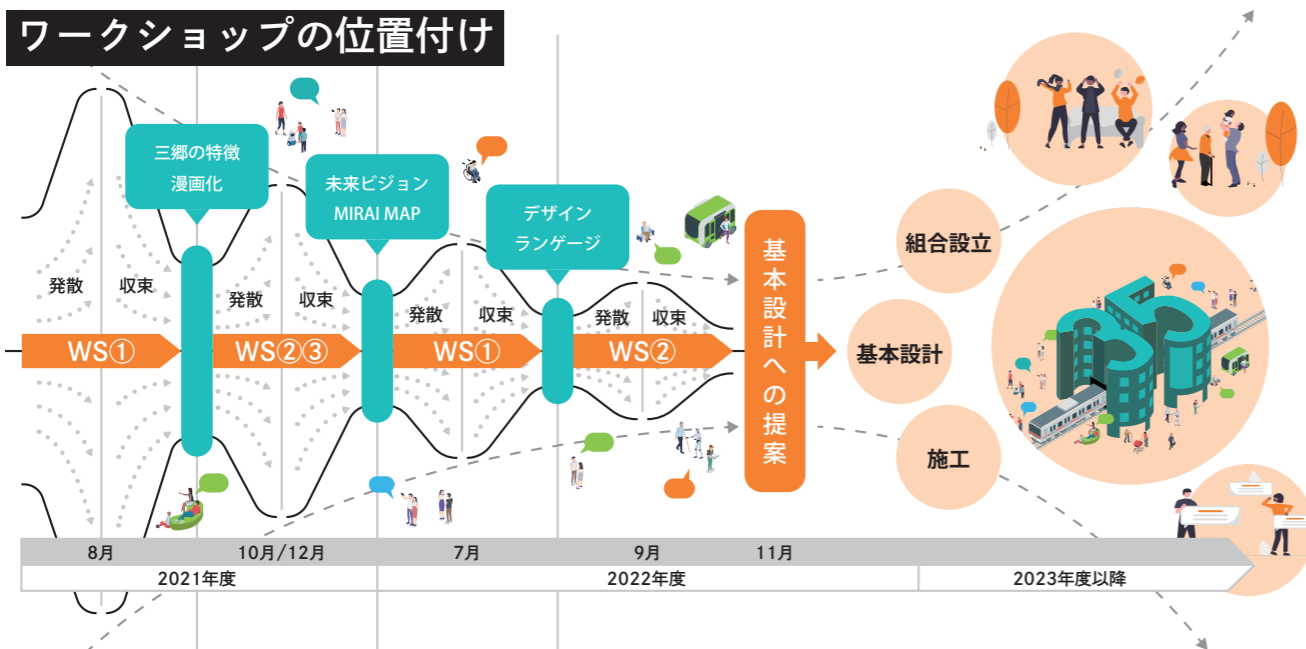 ワークショップの位置付け
三郷の特徴
漫画化
未来ビジョン
MIRAI MAP
デザイン
ランゲージ
発散
収束
発散
収束
発散
収束
発散
収束
WS①
WS②③
WS①
WS②
基本設計への提案
組合設立
基本設計
施工
8月
10月/12月
7月
9月
11月
2021年度
2022年度
2023年度以降